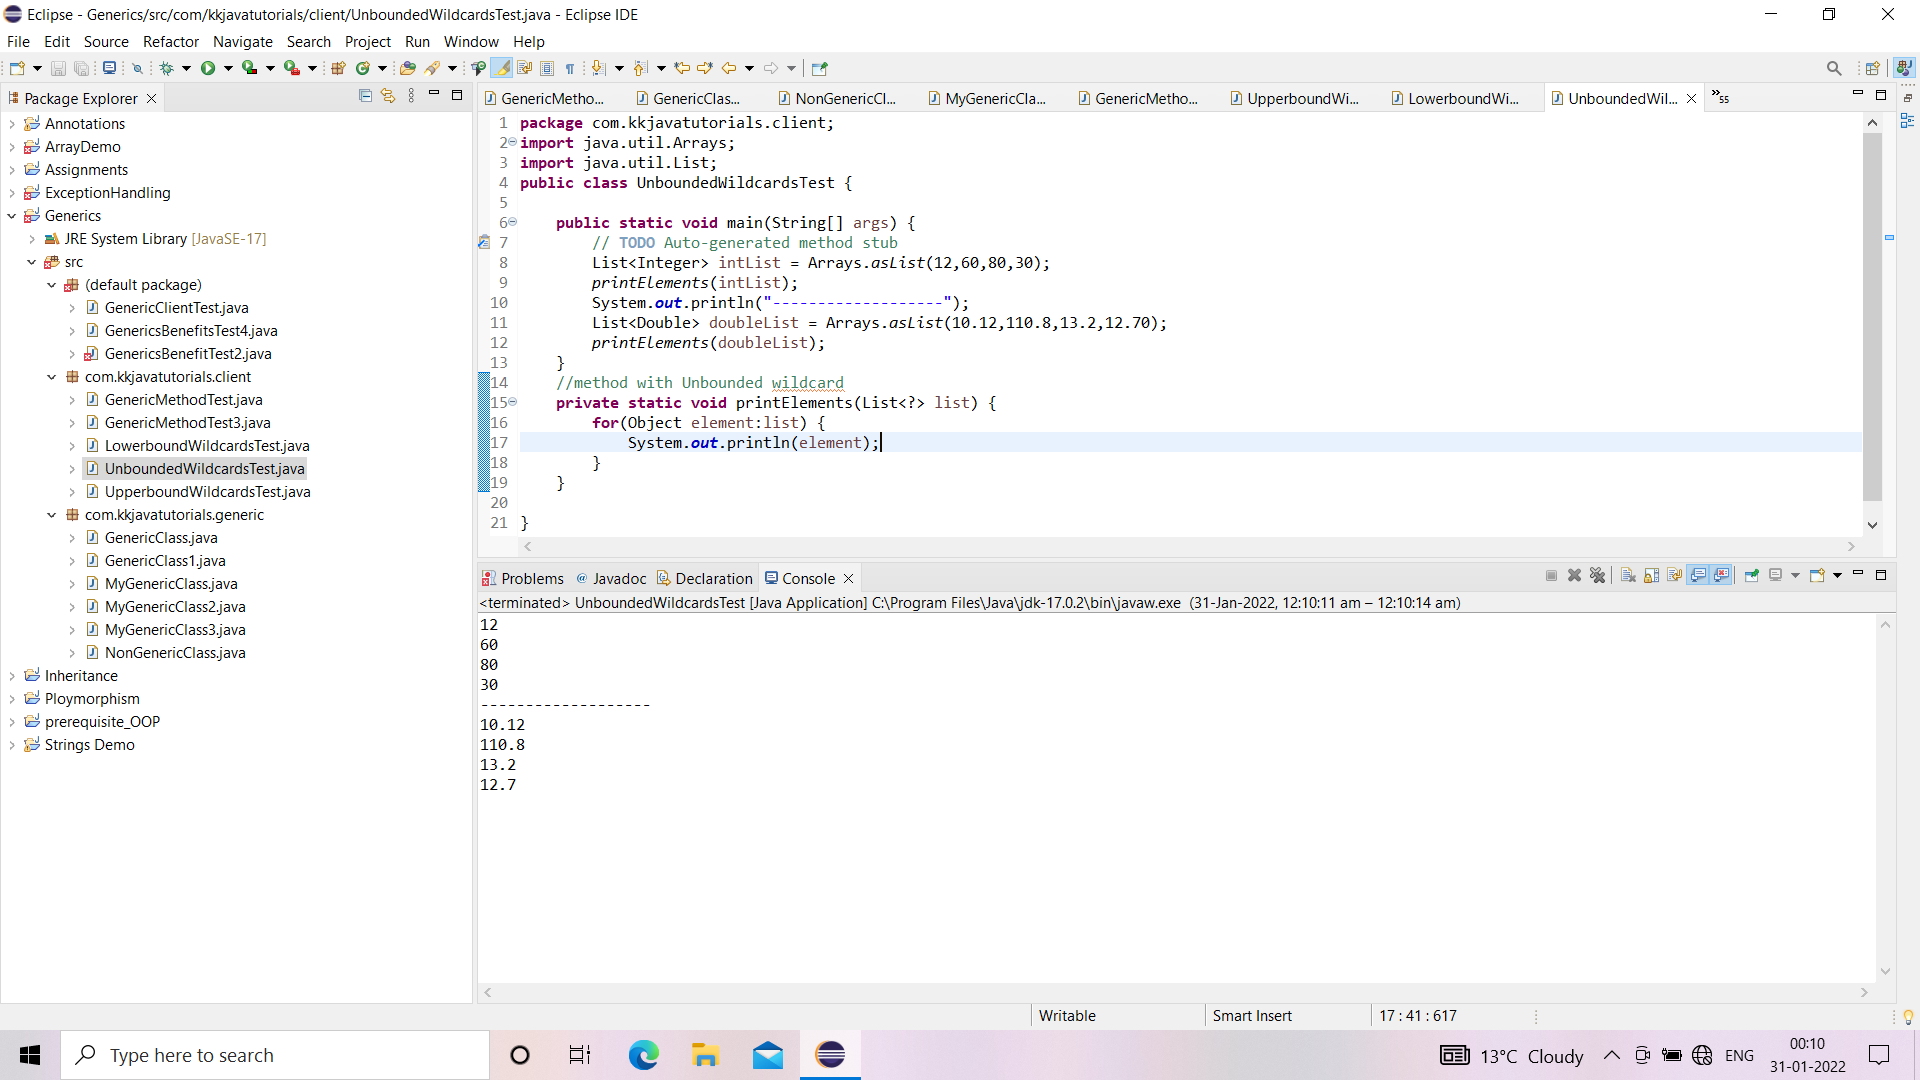 Eclipse - Generics/src/com/kkjavatutorials/client/UnboundedWildcardsTest.java - Eclipse IDE
File Edit Source Refactor Navigate Search Project Run Window Help
Package Explorer
Annotations
ArrayDemo
Assignments
ExceptionHandling
Generics
JRE System Library [JavaSE-17]
src
(default package)
GenericClientTest.java
GenericsBenefitsTest4.java
GenericsBenefitTest2.java
com.kkjavatutorials.client
GenericMethodTest.java
GenericMethodTest3.java
LowerboundWildcardsTest.java
UnboundedWildcardsTest.java
UpperboundWildcardsTest.java
com.kkjavatutorials.generic
GenericClass.java
GenericClass1.java
MyGenericClass.java
MyGenericClass2.java
MyGenericClass3.java
NonGenericClass.java
Inheritance
Ploymorphism
prerequisite_OOP
Strings Demo
GenericMetho... GenericClas... NonGenericCl... MyGenericCla... GenericMetho... UpperboundWi... LowerboundWi... UnboundedWil... »55
1 package com.kkjavatutorials.client;
2 import java.util.Arrays;
3 import java.util.List;
4 public class UnboundedWildcardsTest {
5
6     public static void main(String[] args) {
7         // TODO Auto-generated method stub
8         List<Integer> intList = Arrays.asList(12,60,80,30);
9         printElements(intList);
10         System.out.println("-------------------");
11         List<Double> doubleList = Arrays.asList(10.12,110.8,13.2,12.70);
12         printElements(doubleList);
13     }
14     //method with Unbounded wildcard
15     private static void printElements(List<?> list) {
16         for(Object element:list) {
17             System.out.println(element);
18         }
19     }
20
21 }
Problems @ Javadoc Declaration Console
<terminated> UnboundedWildcardsTest [Java Application] C:\Program Files\Java\jdk-17.0.2\bin\javaw.exe (31-Jan-2022, 12:10:11 am – 12:10:14 am)
12
60
80
30
-------------------
10.12
110.8
13.2
12.7
Writable Smart Insert 17 : 41 : 617
Type here to search
13°C Cloudy ENG
00:10
31-01-2022